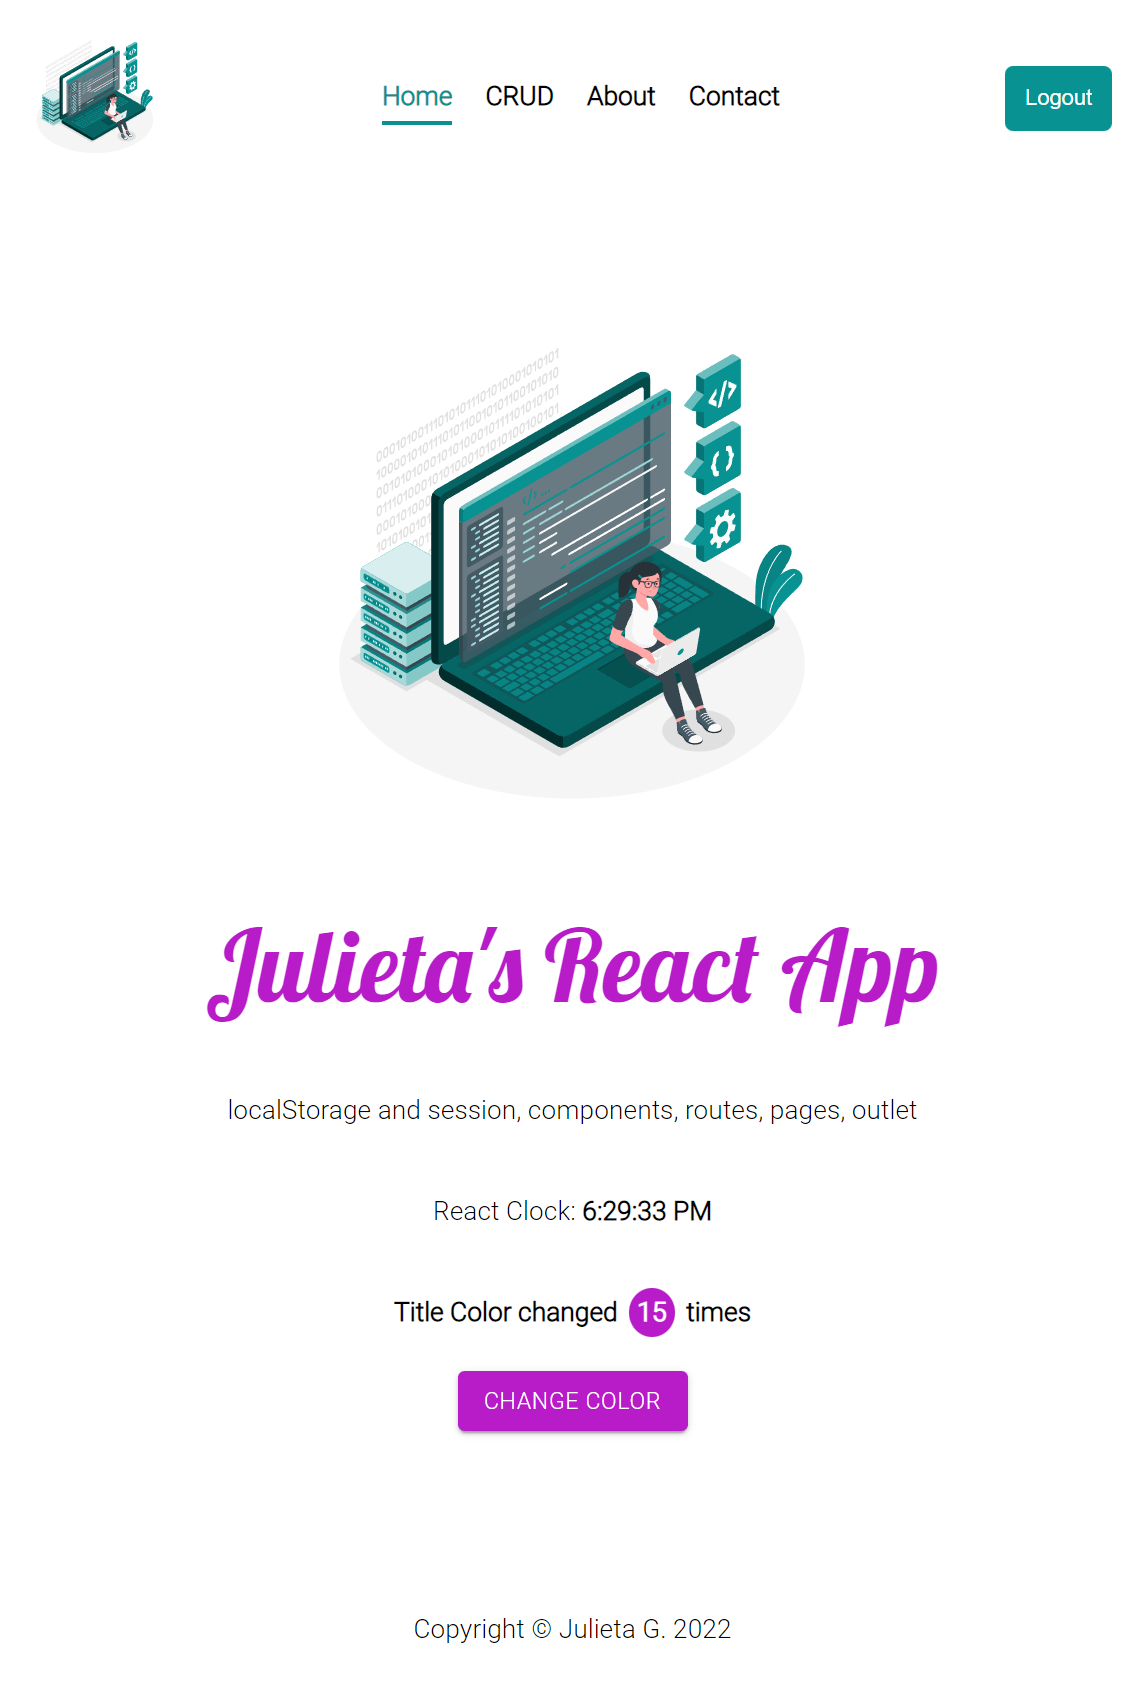 Home CRUD About Contact Logout
Julieta's React App
localStorage and session, components, routes, pages, outlet
React Clock: 6:29:33 PM
Title Color changed 15 times
CHANGE COLOR
Copyright © Julieta G. 2022